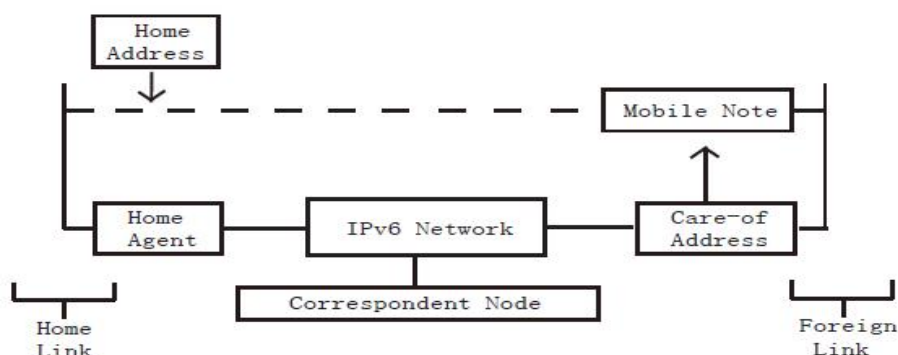 Home
Address
Mobile Note
Home
Agent
IPv6 Network
Care-of
Address
Correspondent Node
Home
Link
Foreign
Link